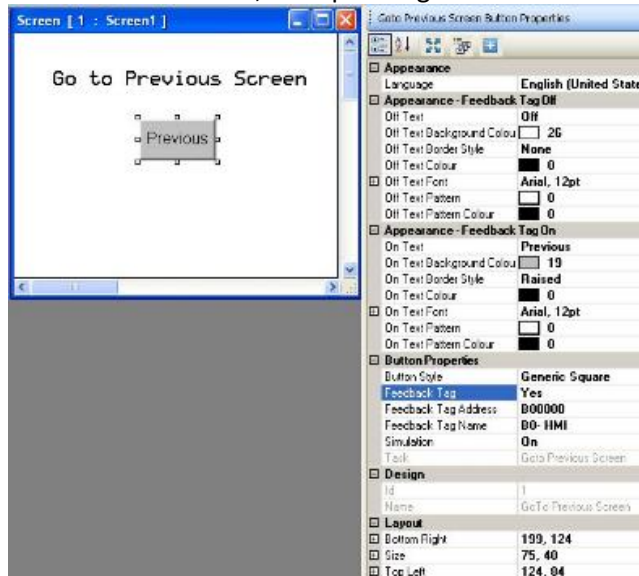 Screen [ 1 : Screen1 ]
Go to Previous Screen
Previous
Goto Previous Screen Button Properties
Appearance
Language English (United State
Appearance - Feedback Tag Off
Off Text Off
Off Text Background Colou 26
Off Text Border Style None
Off Text Colour 0
Off Text Font Arial, 12pt
Off Text Pattern 0
Off Text Pattern Colour 0
Appearance - Feedback Tag On
On Text Previous
On Text Background Colou 19
On Text Border Style Raised
On Text Colour 0
On Text Font Arial, 12pt
On Text Pattern 0
On Text Pattern Colour 0
Button Properties
Button Style Generic Square
Feedback Tag Yes
Feedback Tag Address B00000
Feedback Tag Name B0- HMI
Simulation On
Task Goto Previous Screen
Design
Id 1
Name GoTo Previous Screen
Layout
Bottom Right 199, 124
Size 75, 40
Top Left 124, 84